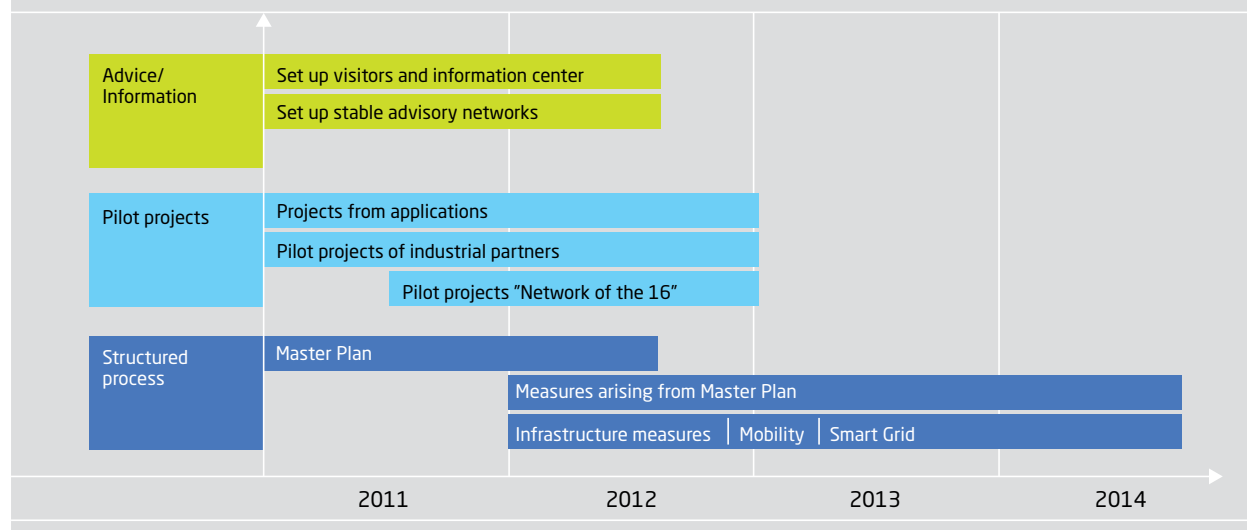 Advice/
Information
Set up visitors and information center
Set up stable advisory networks
Pilot projects
Projects from applications
Pilot projects of industrial partners
Pilot projects "Network of the 16"
Structured
process
Master Plan
Measures arising from Master Plan
Infrastructure measures | Mobility | Smart Grid
2011 2012 2013 2014